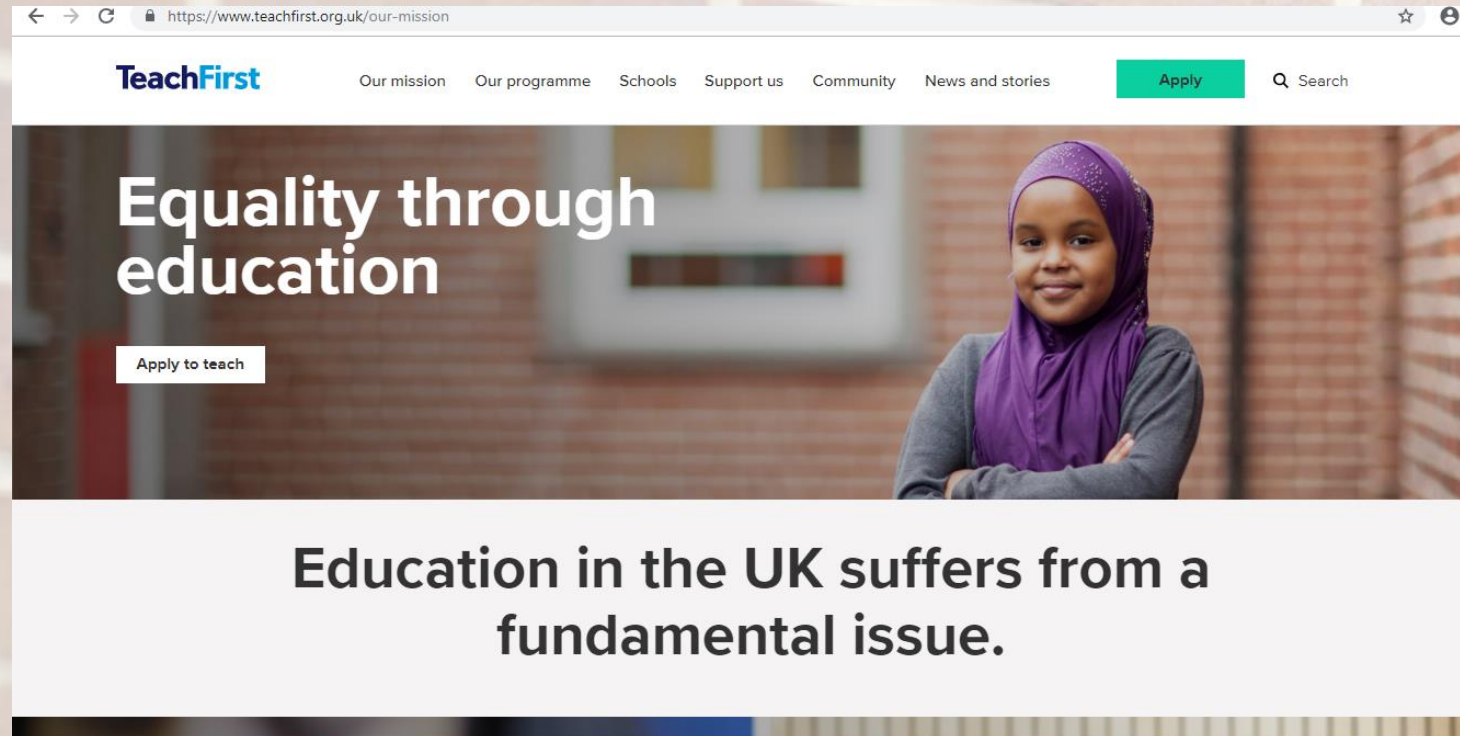 https://www.teachfirst.org.uk/our-mission
TeachFirst Our mission Our programme Schools Support us Community News and stories Apply Search
Equality through
education
Apply to teach
Education in the UK suffers from a
fundamental issue.